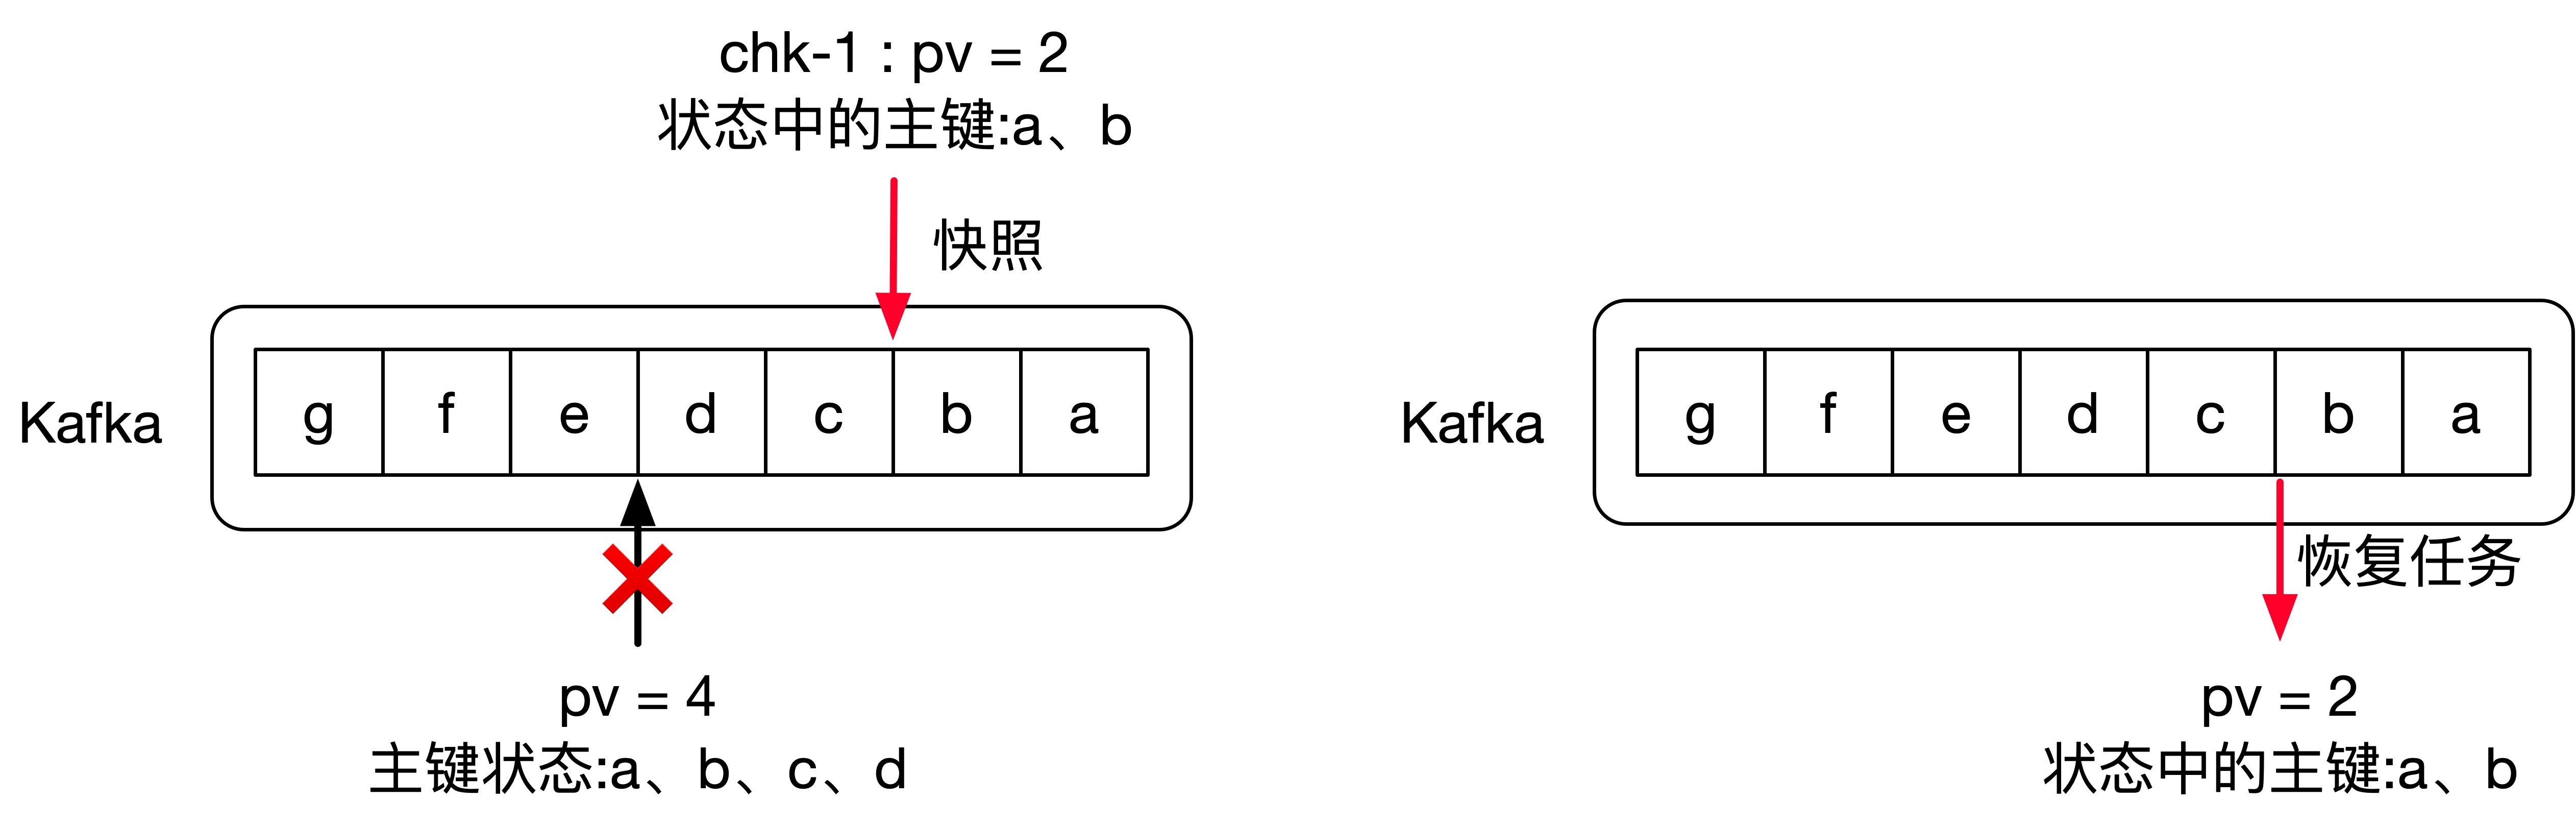 chk-1 : pv = 2
状态中的主键:a、b
快照
Kafka
g f e d c b a
pv = 4
主键状态:a、b、c、d
Kafka
g f e d c b a
恢复任务
pv = 2
状态中的主键:a、b